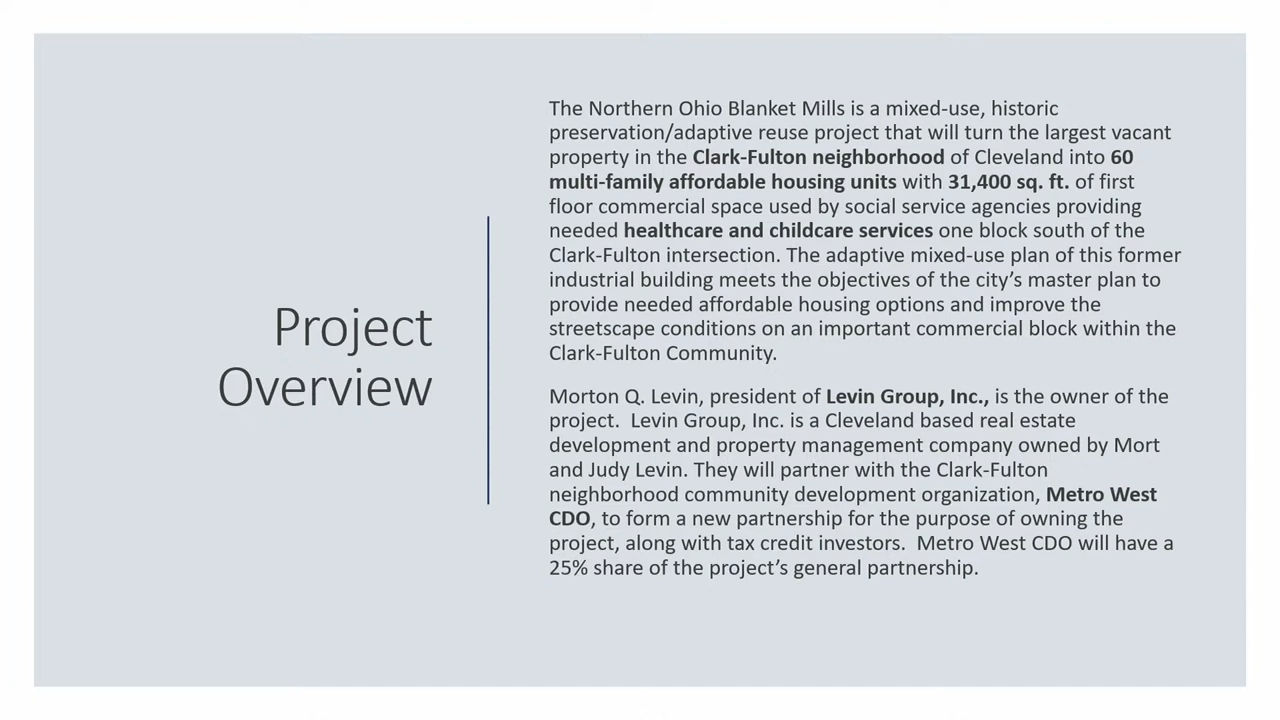 Project
Overview
The Northern Ohio Blanket Mills is a mixed-use, historic
preservation/adaptive reuse project that will turn the largest vacant
property in the Clark-Fulton neighborhood of Cleveland into 60
multi-family affordable housing units with 31,400 sq. ft. of first
floor commercial space used by social service agencies providing
needed healthcare and childcare services one block south of the
Clark-Fulton intersection. The adaptive mixed-use plan of this former
industrial building meets the objectives of the city’s master plan to
provide needed affordable housing options and improve the
streetscape conditions on an important commercial block within the
Clark-Fulton Community.
Morton Q. Levin, president of Levin Group, Inc., is the owner of the
project.  Levin Group, Inc. is a Cleveland based real estate
development and property management company owned by Mort
and Judy Levin. They will partner with the Clark-Fulton
neighborhood community development organization, Metro West
CDO, to form a new partnership for the purpose of owning the
project, along with tax credit investors.  Metro West CDO will have a
25% share of the project’s general partnership.